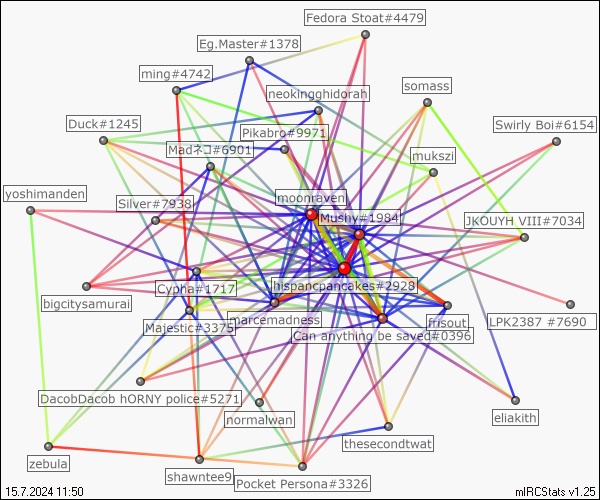 Fedora Stoat#4479
Eg.Master#1378
ming#4742
somass
neokingghidorah
Duck#1245
Pikabro#9971
Swirly Boi#6154
Madネコ#6901
mukszi
yoshimanden
moonraven
Silver#7938
Mushy#1984
JKOUYH VIII#7034
Cypha#1717
hispancpancakes#2928
bigcitysamurai
marcemadness
frisout
LPK2387 #7690
Majestic#3375
Can anything be saved#0396
DacobDacob hORNY police#5271
normalwan
eliakith
thesecondtwat
zebula
shawntee9
Pocket Persona#3326
15.7.2024 11:50
mIRCStats v1.25